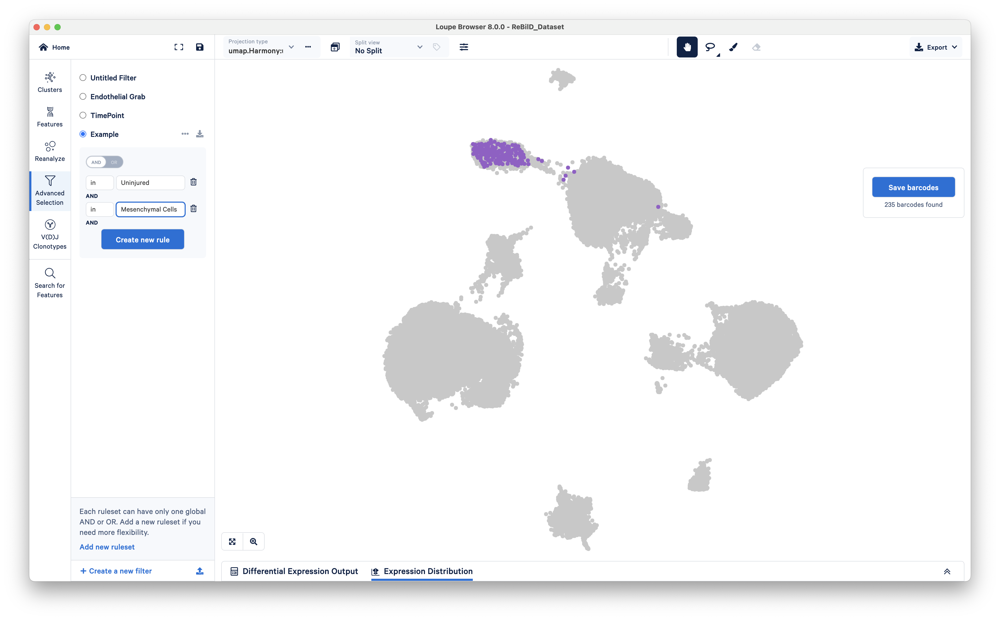 Loupe Browser 8.0.0 - ReBilD_Dataset
Home
Projection type
umap.Harmony:
Split view
No Split
Export
Clusters
Features
Reanalyze
Advanced
Selection
V(D)J
Clonotypes
Search for
Features
Untitled Filter
Endothelial Grab
TimePoint
Example
AND OR
in Uninjured
AND
in Mesenchymal Cells
AND
Create new rule
Save barcodes
235 barcodes found
Each ruleset can have only one global
AND or OR. Add a new ruleset if you
need more flexibility.
Add new ruleset
+ Create a new filter
Differential Expression Output
Expression Distribution